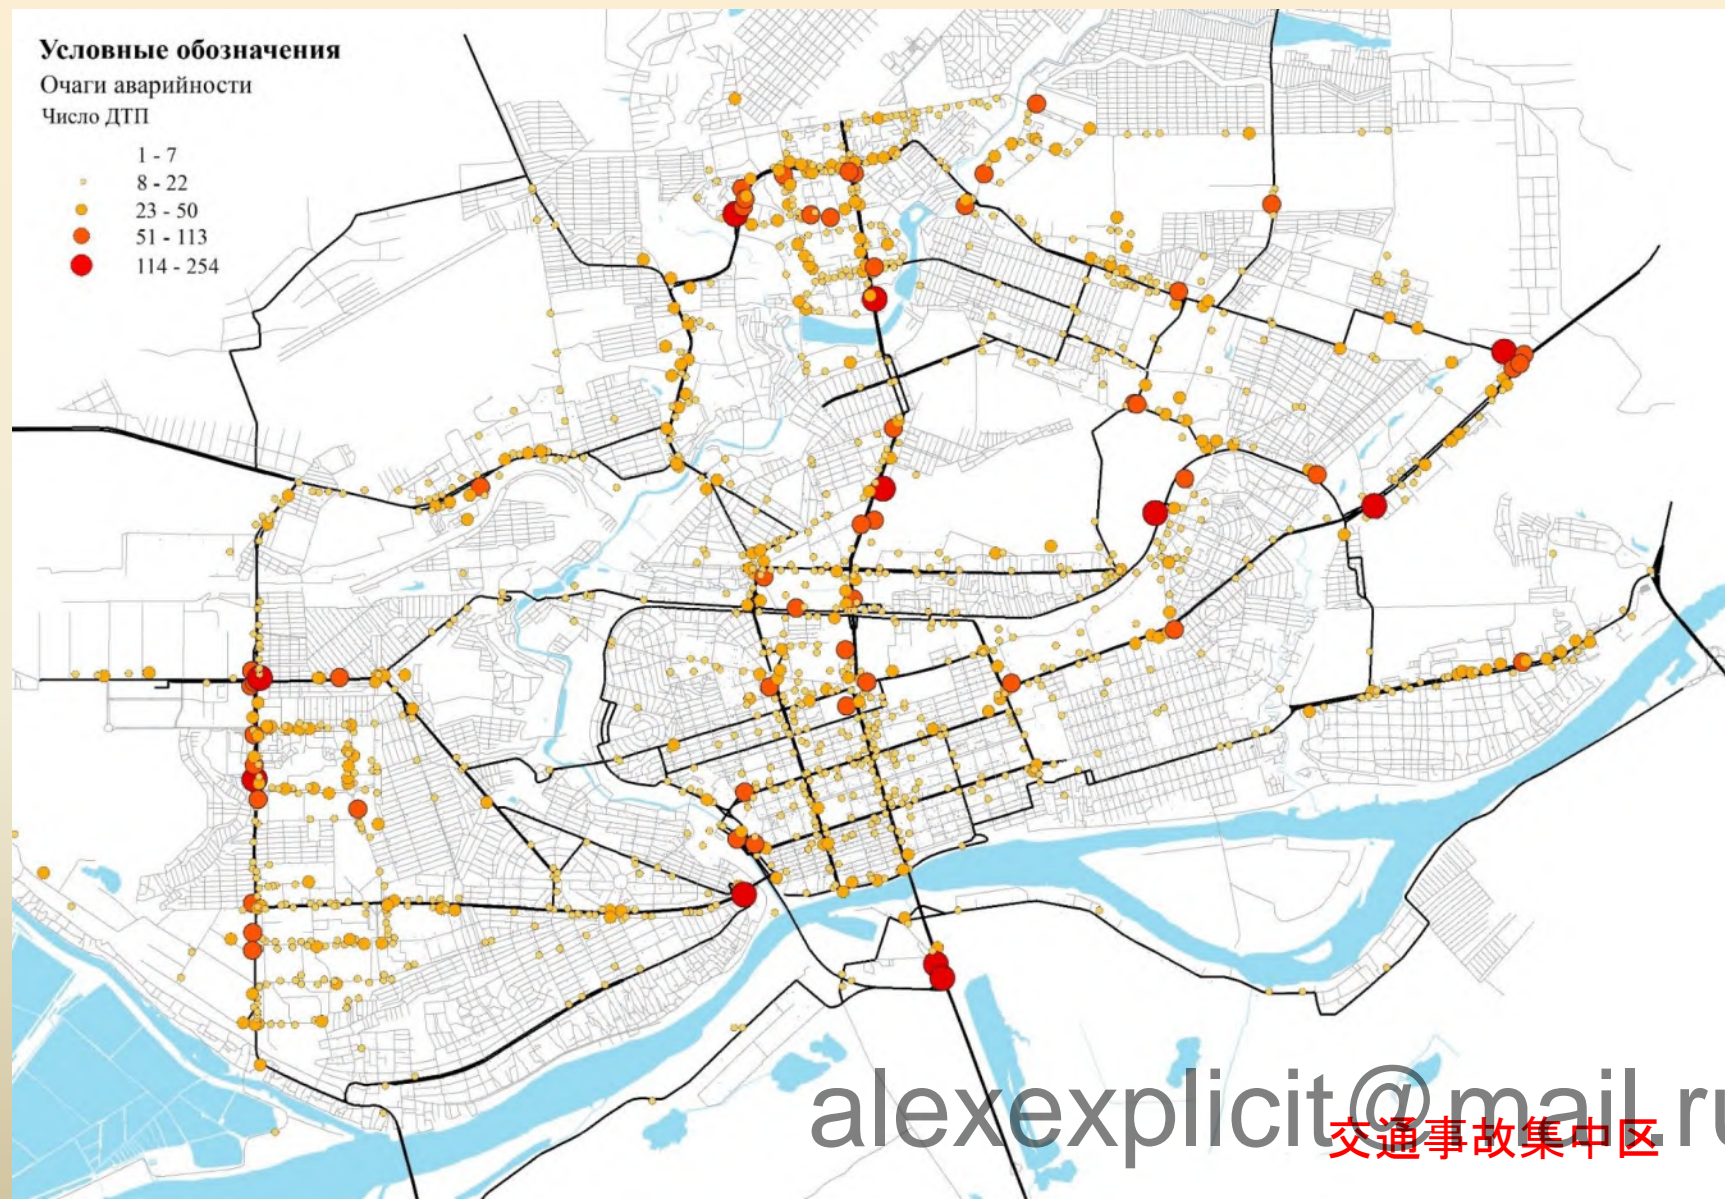 Условные обозначения
Очаги аварийности
Число ДТП
1 - 7
8 - 22
23 - 50
51 - 113
114 - 254
alexexplicit@mail.ru
交通事故集中区